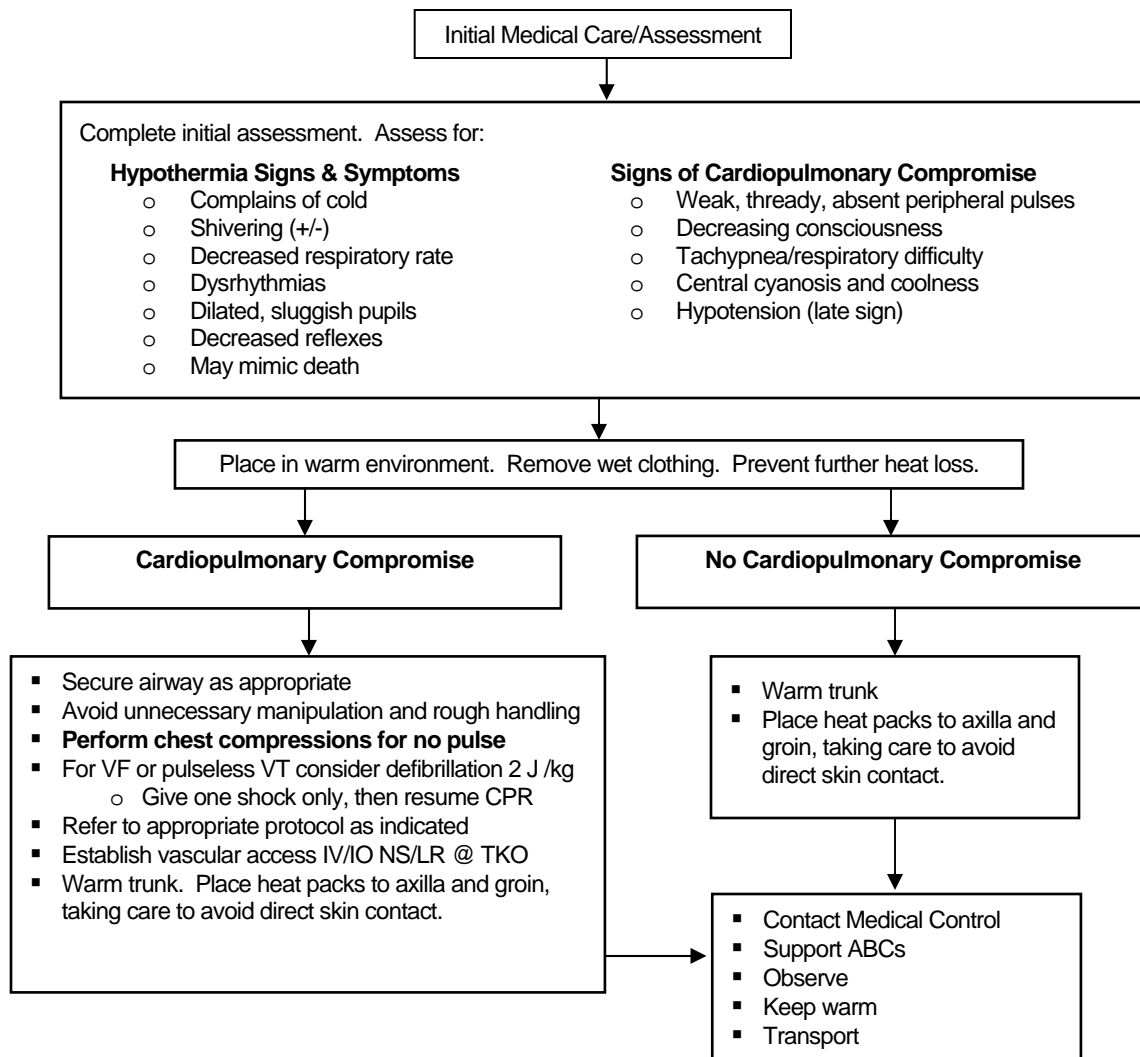 Initial Medical Care/Assessment
Complete initial assessment.  Assess for:
Hypothermia Signs & Symptoms
o Complains of cold
o Shivering (+/-)
o Decreased respiratory rate
o Dysrhythmias
o Dilated, sluggish pupils
o Decreased reflexes
o May mimic death
Signs of Cardiopulmonary Compromise
o Weak, thready, absent peripheral pulses
o Decreasing consciousness
o Tachypnea/respiratory difficulty
o Central cyanosis and coolness
o Hypotension (late sign)
Place in warm environment.  Remove wet clothing.  Prevent further heat loss.
Cardiopulmonary Compromise
▪ Secure airway as appropriate
▪ Avoid unnecessary manipulation and rough handling
▪ Perform chest compressions for no pulse
▪ For VF or pulseless VT consider defibrillation 2 J /kg
o Give one shock only, then resume CPR
▪ Refer to appropriate protocol as indicated
▪ Establish vascular access IV/IO NS/LR @ TKO
▪ Warm trunk.  Place heat packs to axilla and groin,
taking care to avoid direct skin contact.
No Cardiopulmonary Compromise
▪ Warm trunk
▪ Place heat packs to axilla and
groin, taking care to avoid
direct skin contact.
▪ Contact Medical Control
▪ Support ABCs
▪ Observe
▪ Keep warm
▪ Transport